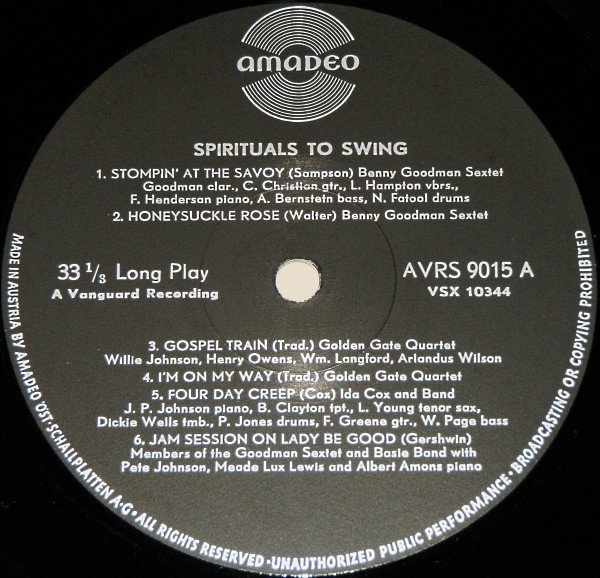 amadeo
SPIRITUALS TO SWING
1. STOMPIN' AT THE SAVOY (Sampson) Benny Goodman Sextet
Goodman clar., C. Christian gtr., L. Hampton vbrs.,
F. Hendersan piano, A. Bernstein bass, N. Fatool drums
2. HONEYSUCKLE ROSE (Walter) Benny Goodman Sextet
33 1/3 Long Play
A Vanguard Recording
AVRS 9015 A
VSX 10344
3. GOSPEL TRAIN (Trad.) Golden Gate Quartet
Willie Johnson, Henry Owens, Wm. Langford, Arlandus Wilson
4. I'M ON MY WAY (Trad.) Golden Gate Quartet
5. FOUR DAY CREEP (Cox) Ida Cox and Band
J. P. Johnson piano, B. Clayton tpt., L. Young tenor sax,
Dickie Wells tmb., P. Jones drums, F. Greene gtr., W. Page bass
6. JAM SESSION ON LADY BE GOOD (Gershwin)
Members of the Goodman Sextet and Basie Band with
Pete Johnson, Meade Lux Lewis and Albert Amons piano
MADE IN AUSTRIA BY AMADEO ÖST. SCHALLPLATTEN A·G · ALL RIGHTS RESERVED · UNAUTHORIZED PUBLIC PERFORMANCE · BROADCASTING OR COPYING PROHIBITED